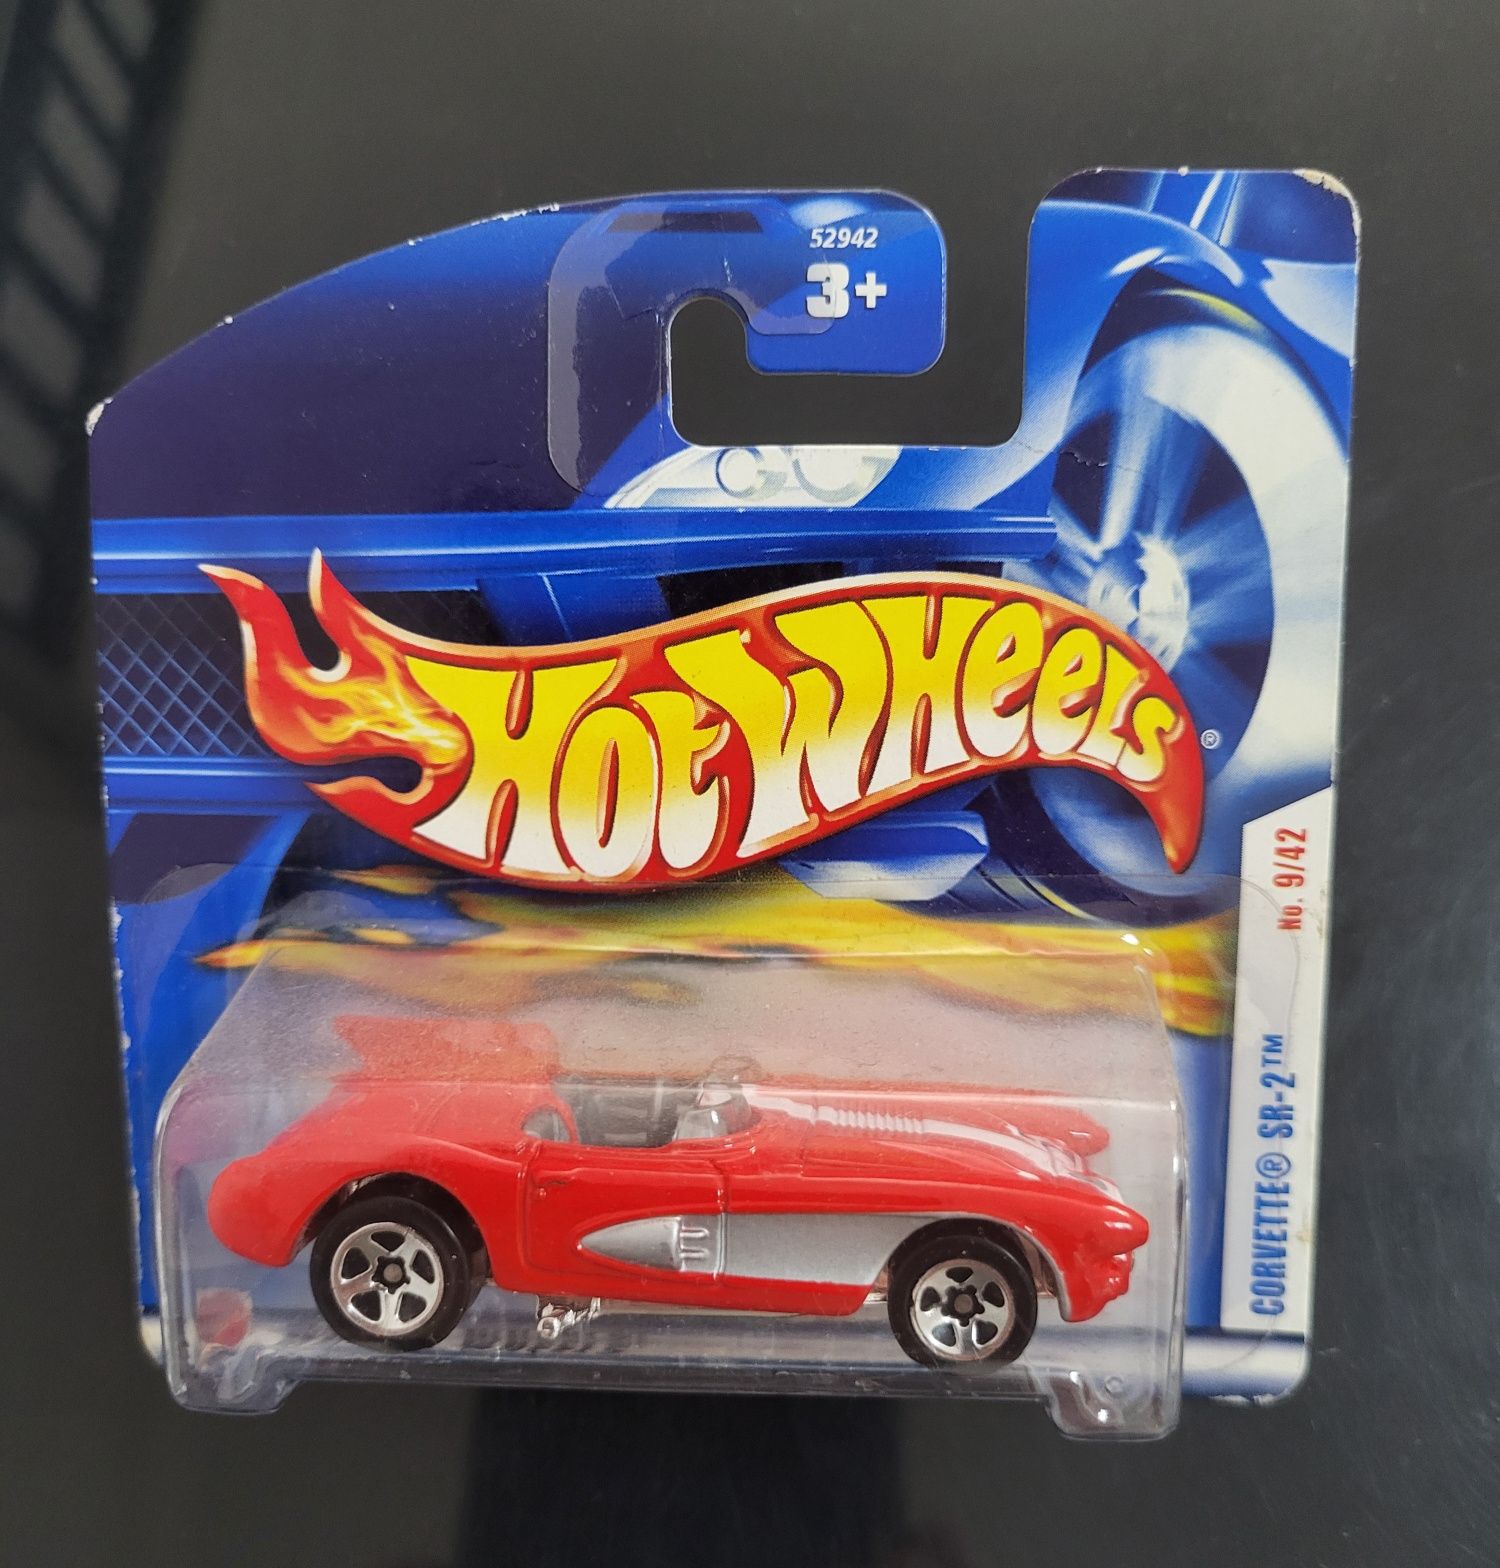 52942
3+
HOT WHEELS®
No. 9/42
CORVETTE® SR-2™